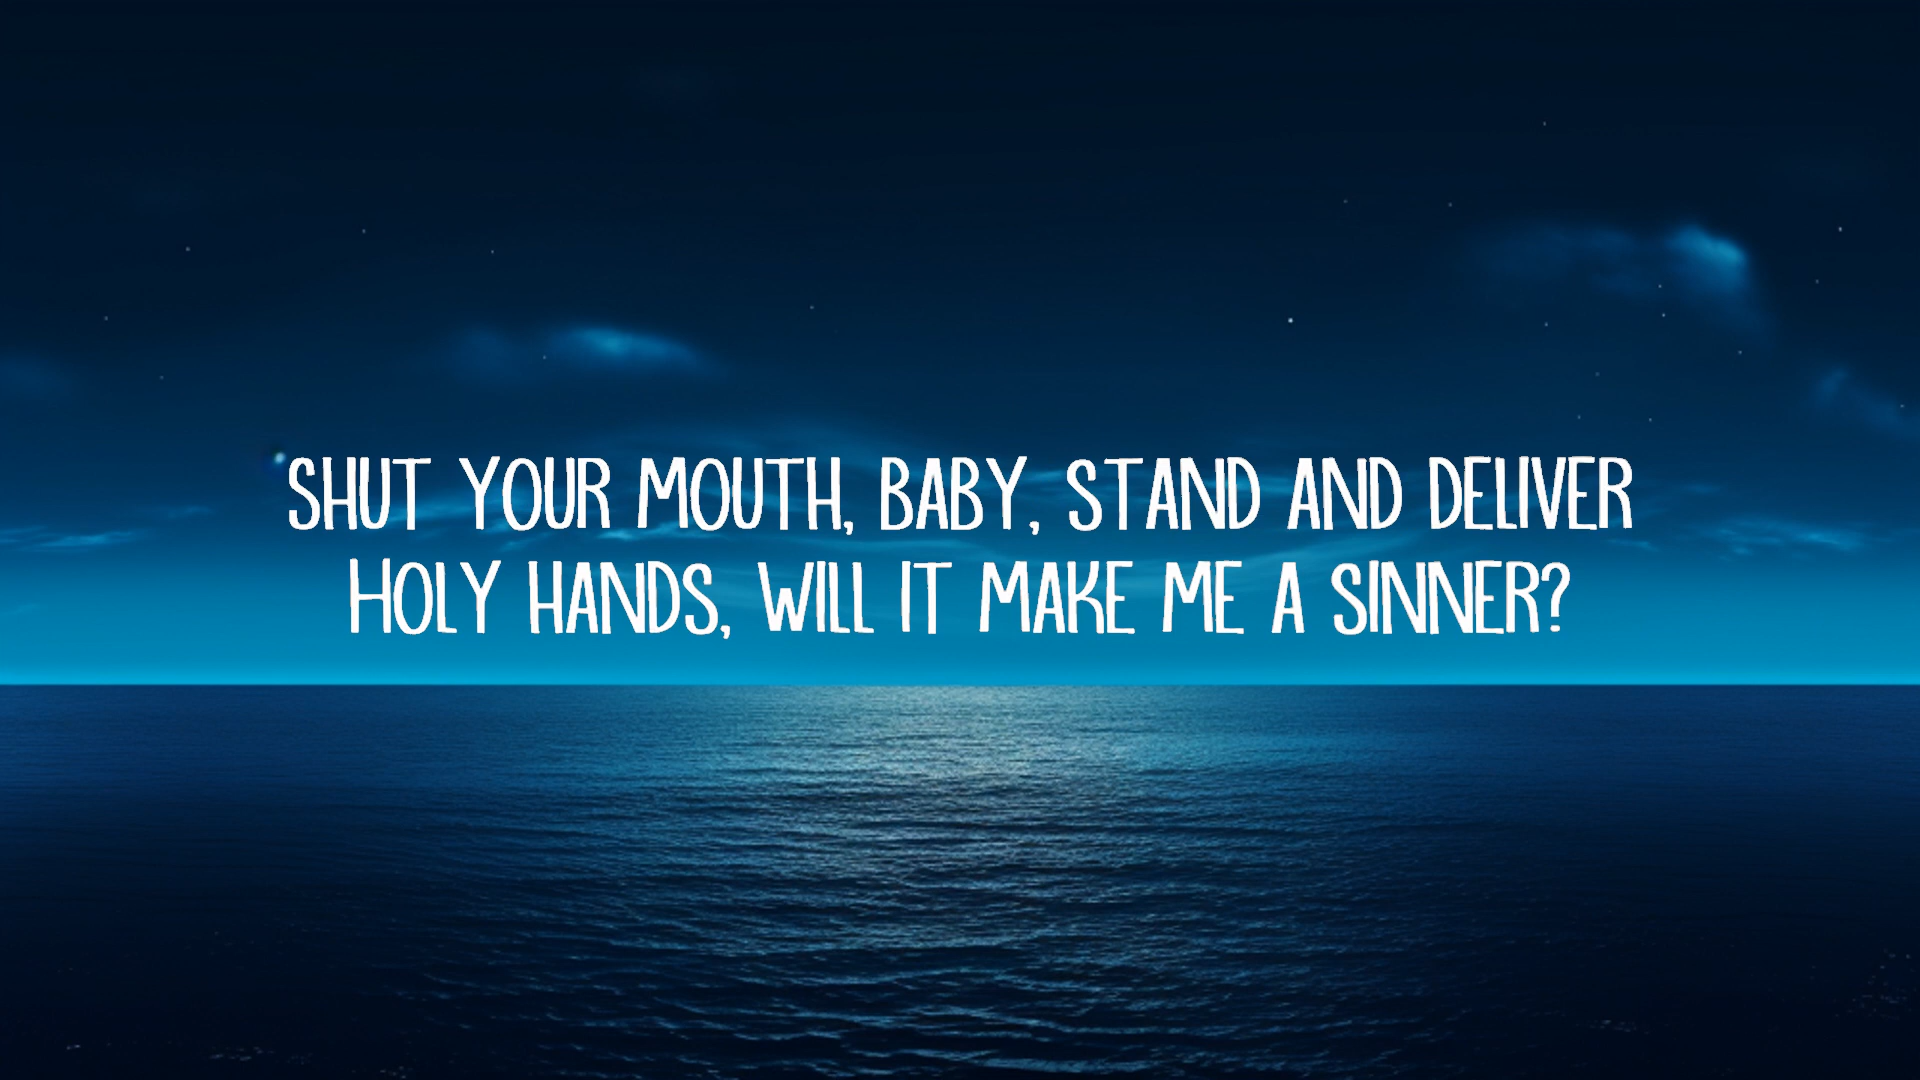 SHUT YOUR MOUTH, BABY, STAND AND DELIVER
HOLY HANDS, WILL IT MAKE ME A SINNER?